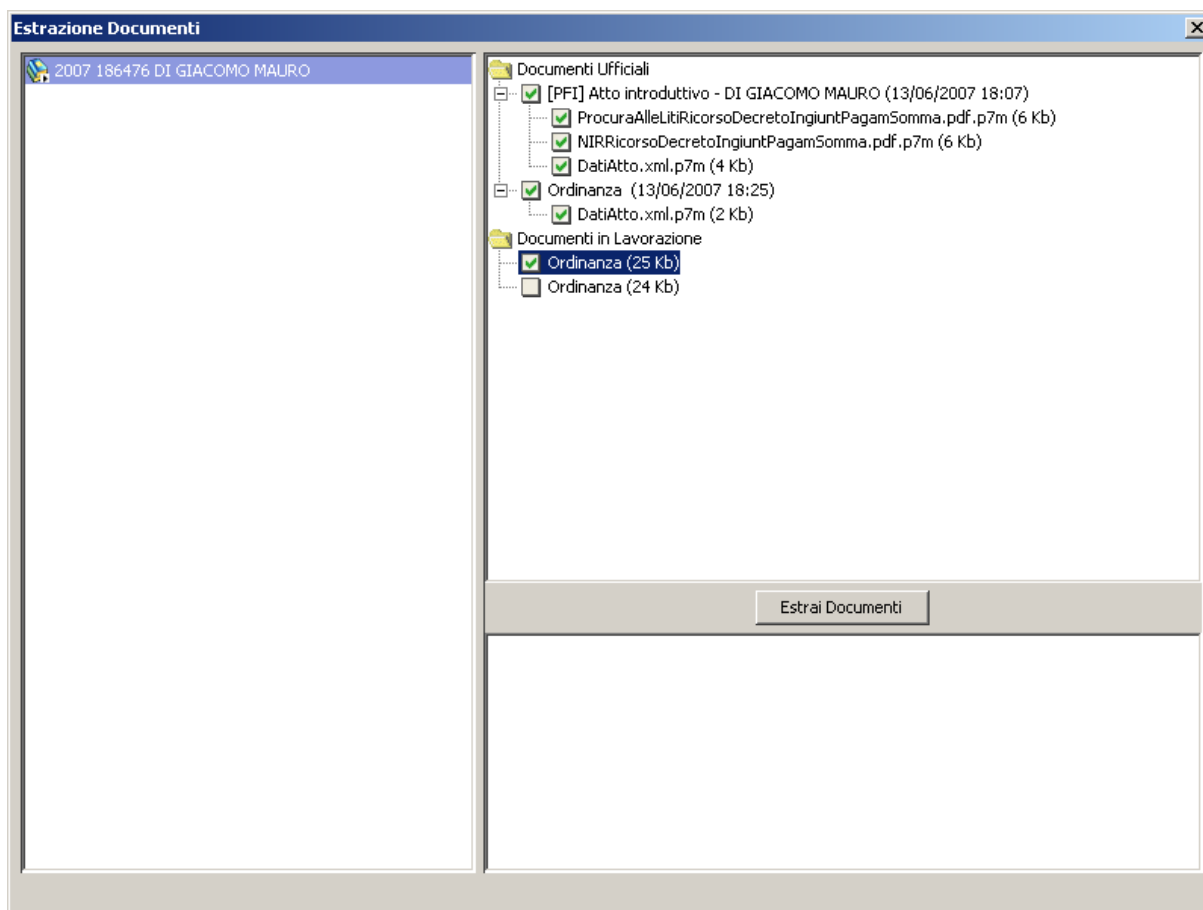 Estrazione Documenti
2007 186476 DI GIACOMO MAURO
Documenti Ufficiali
[PFI] Atto introduttivo - DI GIACOMO MAURO (13/06/2007 18:07)
ProcuraAlleLitiRicorsoDecretoIngiuntPagamSomma.pdf.p7m (6 Kb)
NIRRicorsoDecretoIngiuntPagamSomma.pdf.p7m (6 Kb)
DatiAtto.xml.p7m (4 Kb)
Ordinanza (13/06/2007 18:25)
DatiAtto.xml.p7m (2 Kb)
Documenti in Lavorazione
Ordinanza (25 Kb)
Ordinanza (24 Kb)
Estrai Documenti